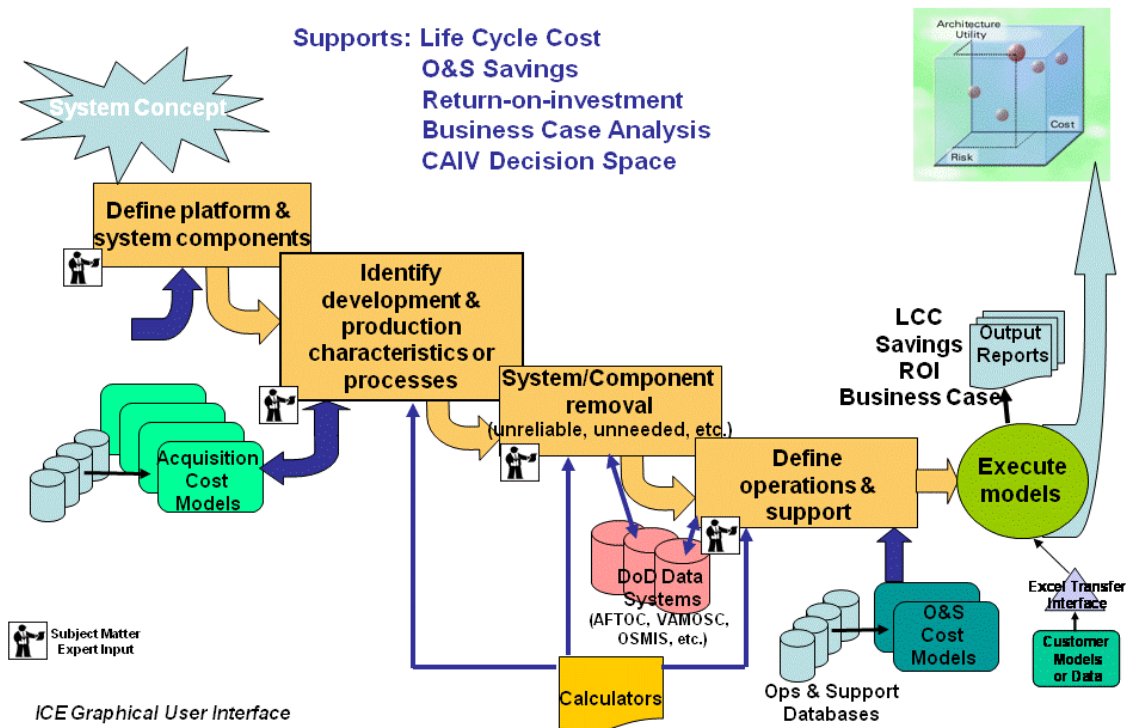 Supports: Life Cycle Cost
O&S Savings
Return-on-investment
Business Case Analysis
CAIV Decision Space
Architecture
Utility
Cost
Risk
System Concept
Define platform &
system components
Identify
development &
production
characteristics or
processes
System/Component
removal
(unreliable, unneeded, etc.)
Define
operations &
support
Execute
models
LCC
Savings
ROI
Business Case
Output
Reports
Acquisition
Cost
Models
DoD Data
Systems
(AFTOC, VAMOSC,
OSMIS, etc.)
O&S
Cost
Models
Ops & Support
Databases
Excel Transfer
Interface
Customer
Models
or Data
Calculators
Subject Matter
Expert Input
ICE Graphical User Interface